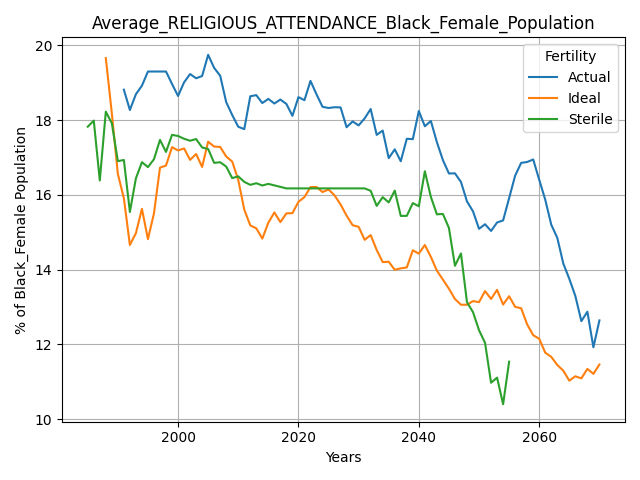 Average_RELIGIOUS_ATTENDANCE_Black_Female_Population
% of Black_Female Population
20
18
16
14
12
10
Fertility
Actual
Ideal
Sterile
2000
2020
2040
2060
Years